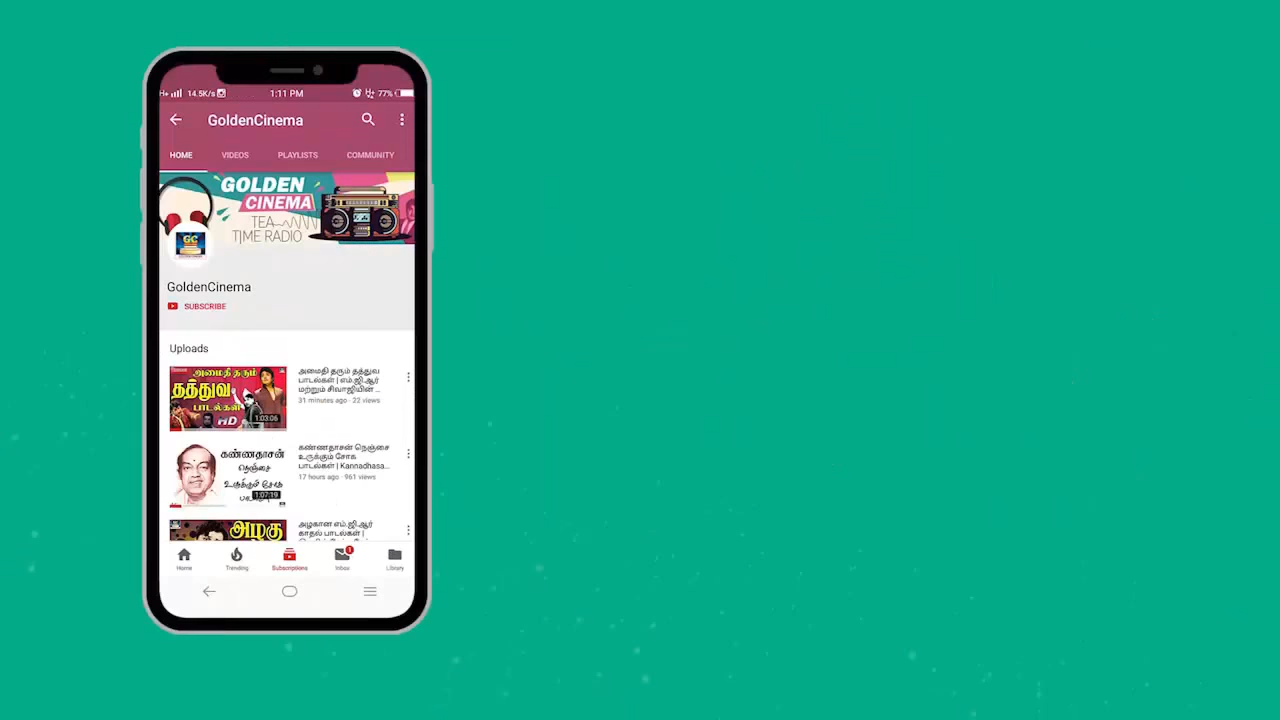 H+ 14.5K/s 1:11 PM 77%
GoldenCinema
HOME VIDEOS PLAYLISTS COMMUNITY
GOLDEN
CINEMA
TEA
TIME RADIO
GC
GoldenCinema
SUBSCRIBE
Uploads
அமைதி தரும்
தத்துவ
பாடல்கள்
HD
1:03:06
அமைதி தரும் தத்துவ
பாடல்கள் | எம்.ஜி.ஆர்
மற்றும் சிவாஜியின் ...
31 minutes ago · 22 views
கண்ணதாசன்
நெஞ்சை
உருக்கும் சோக
1:07:19
கண்ணதாசன் நெஞ்சை
உருக்கும் சோக
பாடல்கள் | Kannadhasa...
17 hours ago · 961 views
அழகு
அழகான எம்.ஜி.ஆர்
காதல் பாடல்கள் |
Home Trending Subscriptions Inbox Library
1